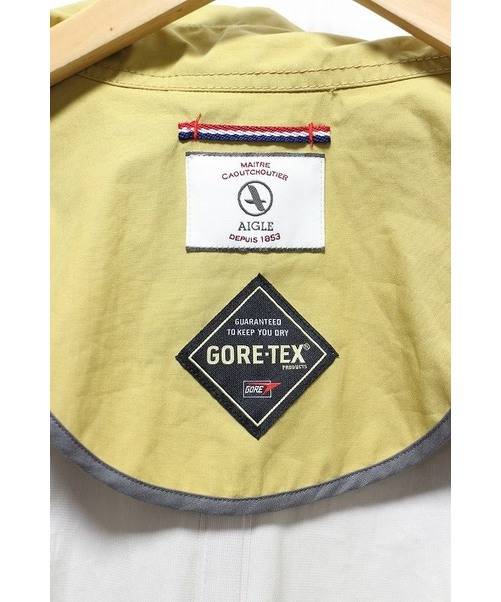 MAITRE
CAOUTCHOUTIER
AIGLE
DEPUIS 1853
GUARANTEED
TO KEEP YOU DRY
GORE-TEX®
PRODUCTS
GORE